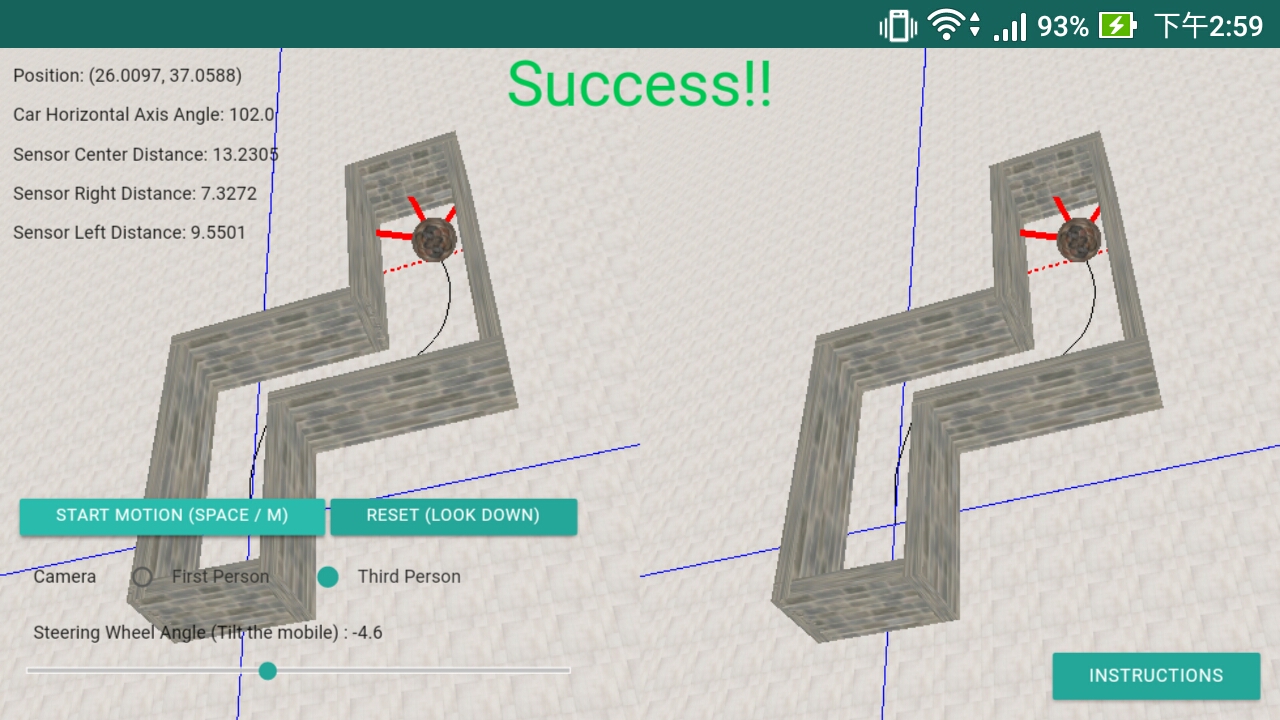 93% 下午2:59
Success!!
Position: (26.0097, 37.0588)
Car Horizontal Axis Angle: 102.0
Sensor Center Distance: 13.2305
Sensor Right Distance: 7.3272
Sensor Left Distance: 9.5501
START MOTION (SPACE / M) RESET (LOOK DOWN)
Camera First Person Third Person
Steering Wheel Angle (Tilt the mobile) : -4.6
INSTRUCTIONS